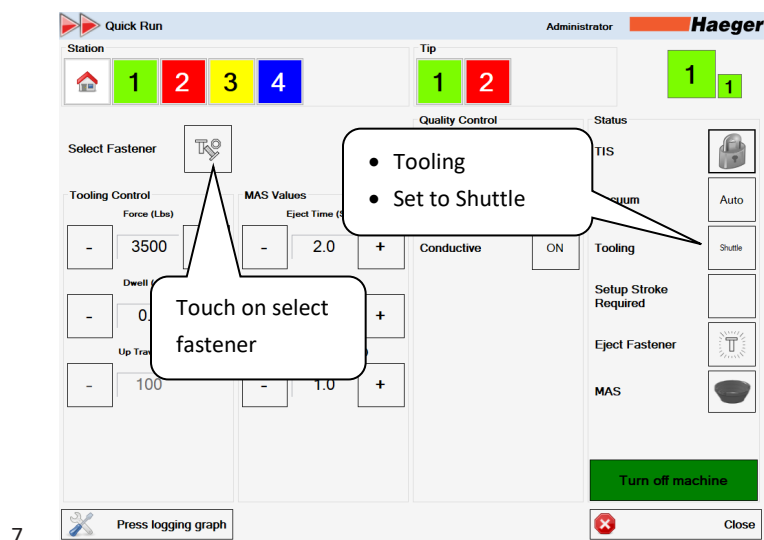 Quick Run
Administrator
Haeger
Station
Tip
1 2 3 4
1 2
1 1
Quality Control
Status
Select Fastener
TIS
• Tooling
• Set to Shuttle
Auto
Tooling Control
MAS Values
Force (Lbs)
Eject Time
- 3500
- 2.0 +
Conductive ON
Tooling Shuttle
Dwell
Setup Stroke
Required
Touch on select
fastener
- 0.
+
Eject Fastener
Up Trav
- 100
- 1.0 +
MAS
Turn off machine
Press logging graph
Close
7